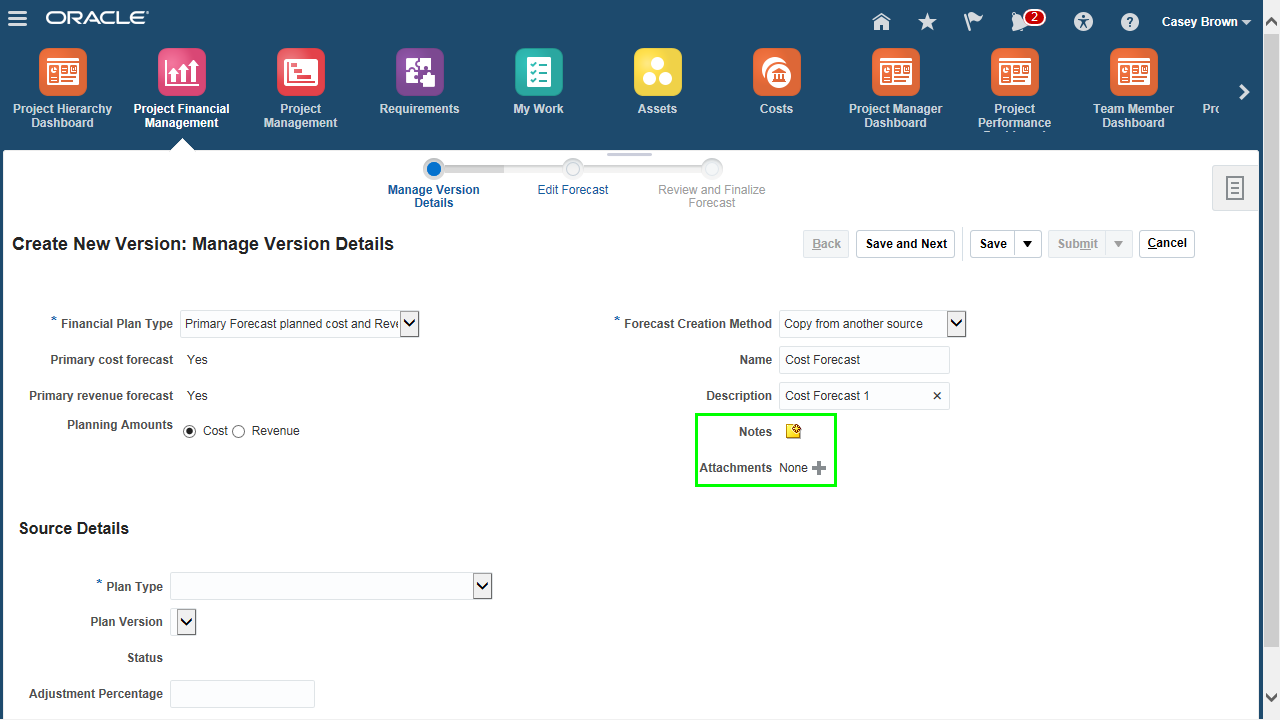 ORACLE
2
Casey Brown
Project Hierarchy
Dashboard
Project Financial
Management
Project
Management
Requirements
My Work
Assets
Costs
Project Manager
Dashboard
Project
Performance
Team Member
Dashboard
Manage Version
Details
Edit Forecast
Review and Finalize
Forecast
Create New Version: Manage Version Details
Back
Save and Next
Save
Submit
Cancel
* Financial Plan Type Primary Forecast planned cost and Reve
Primary cost forecast Yes
Primary revenue forecast Yes
Planning Amounts Cost Revenue
* Forecast Creation Method Copy from another source
Name Cost Forecast
Description Cost Forecast 1
Notes
Attachments None
Source Details
* Plan Type
Plan Version
Status
Adjustment Percentage